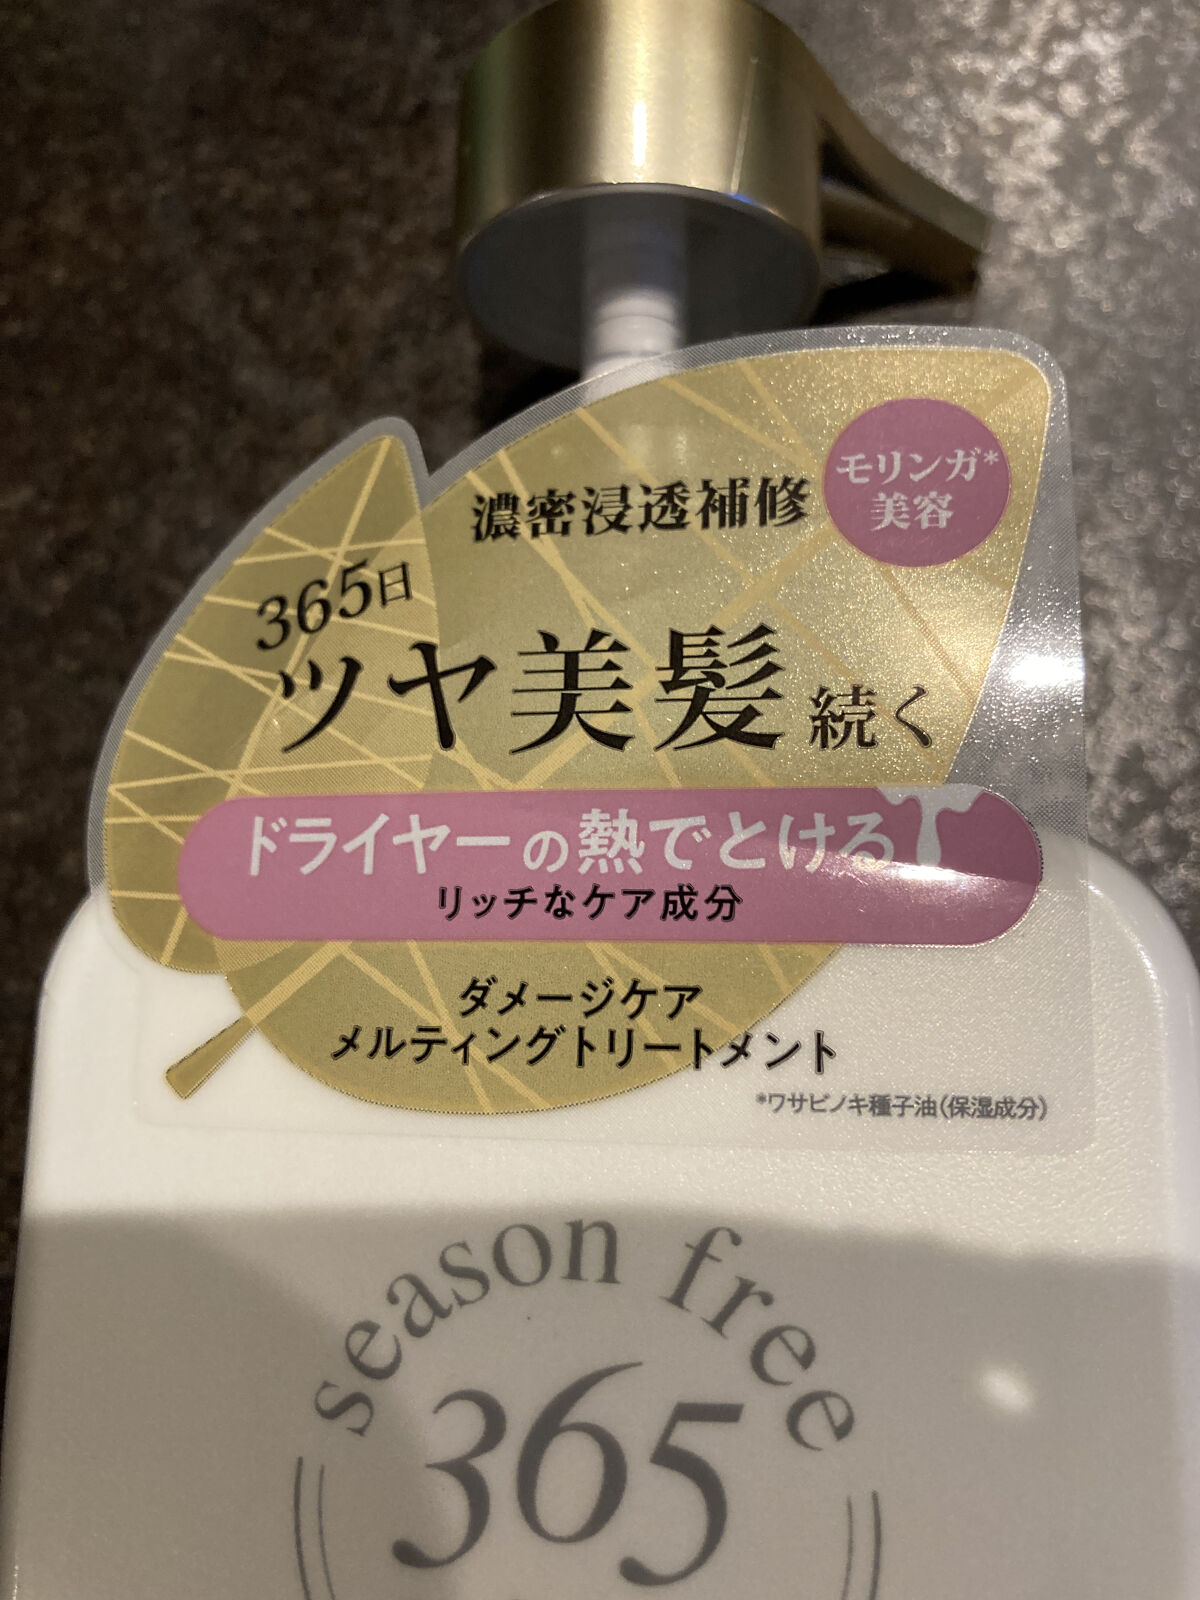 濃密浸透補修
モリンガ*
美容
365日
ツヤ美髪続く
ドライヤーの熱でとける
リッチなケア成分
ダメージケア
メルティングトリートメント
*ワサビノキ種子油(保湿成分)
season free
365